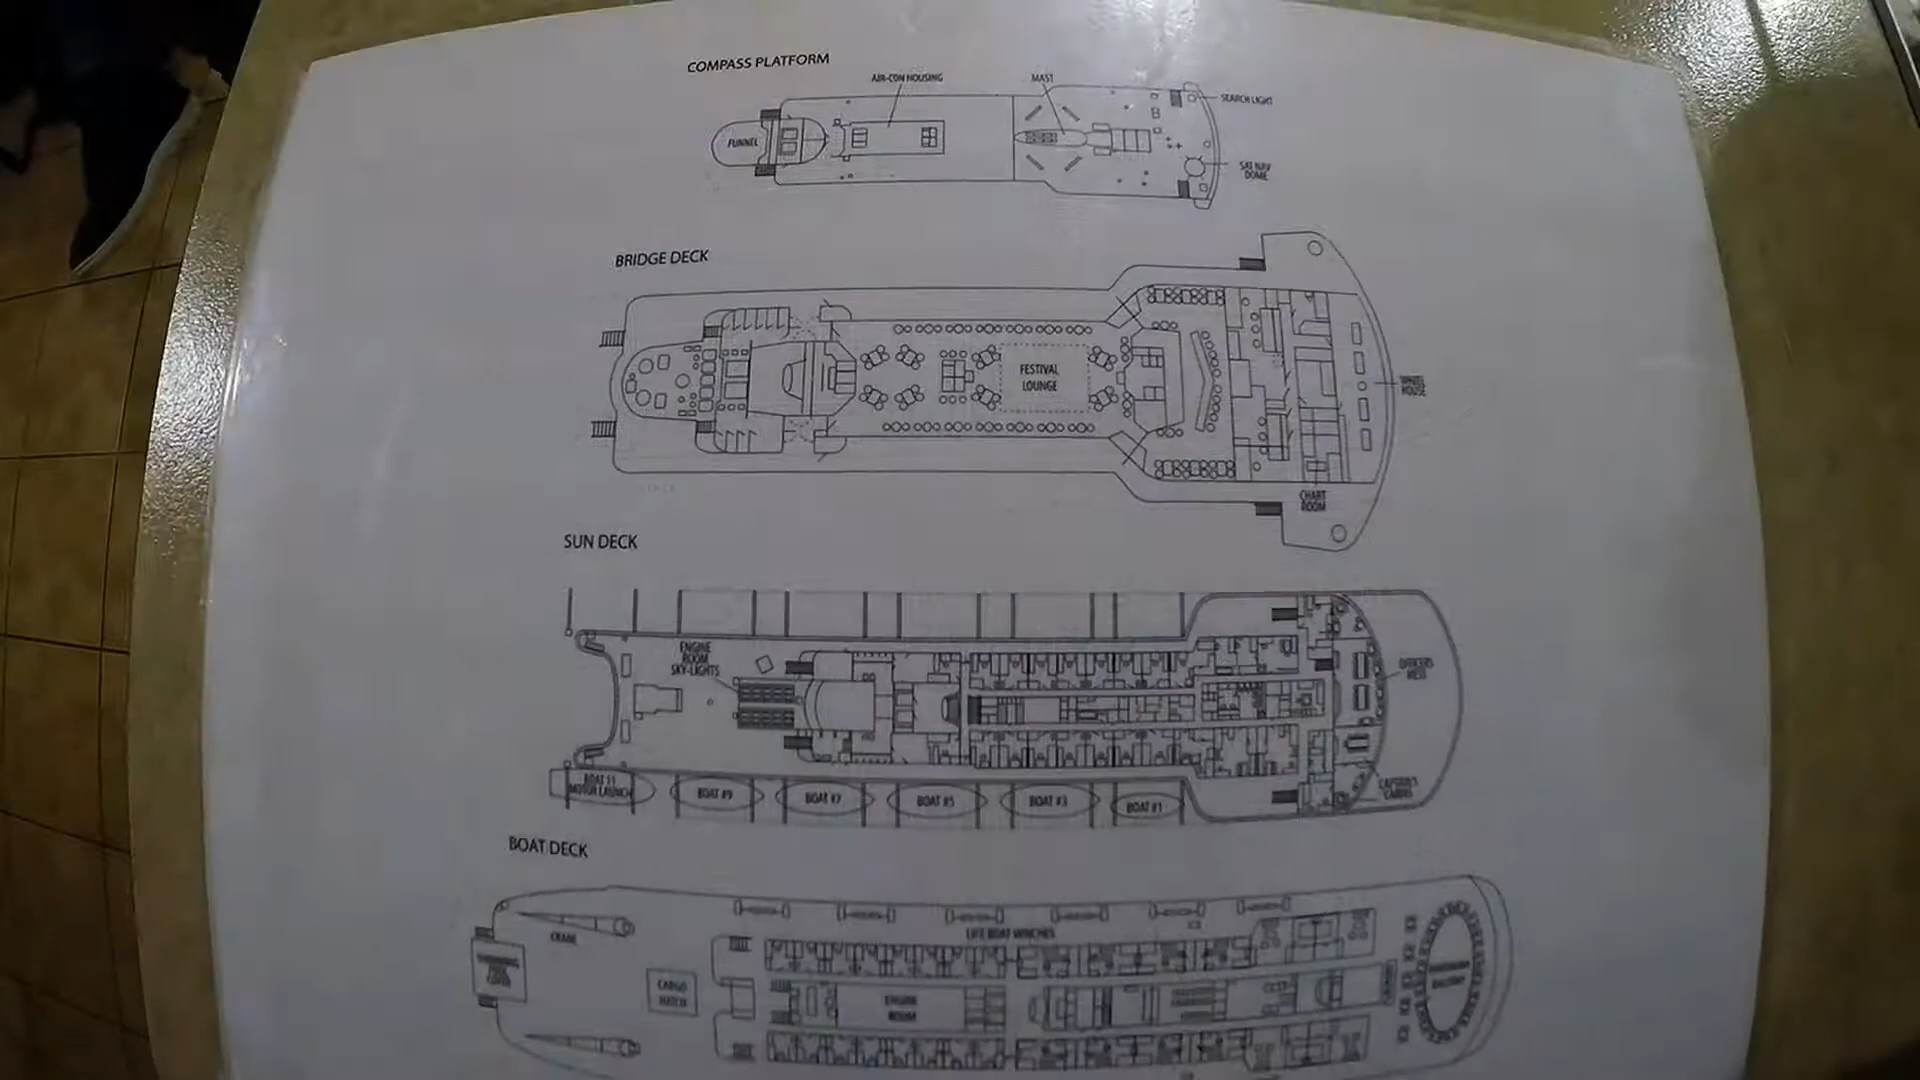 COMPASS PLATFORM
AIR-CON HOUSING
MAST
SEARCH LIGHT
FUNNEL
SAT NAV
DOME
BRIDGE DECK
FESTIVAL
LOUNGE
WHEEL
HOUSE
CHART
ROOM
SUN DECK
ENGINE
ROOM
SKY-LIGHTS
OFFICERS
MESS
BOAT 11
MOTOR LAUNCH
BOAT #9
BOAT #7
BOAT #5
BOAT #3
BOAT #1
CAPTAIN'S
CABINS
BOAT DECK
CRANE
LIFE BOAT WINCHES
CARGO
HATCH
ENGINE
ROOM